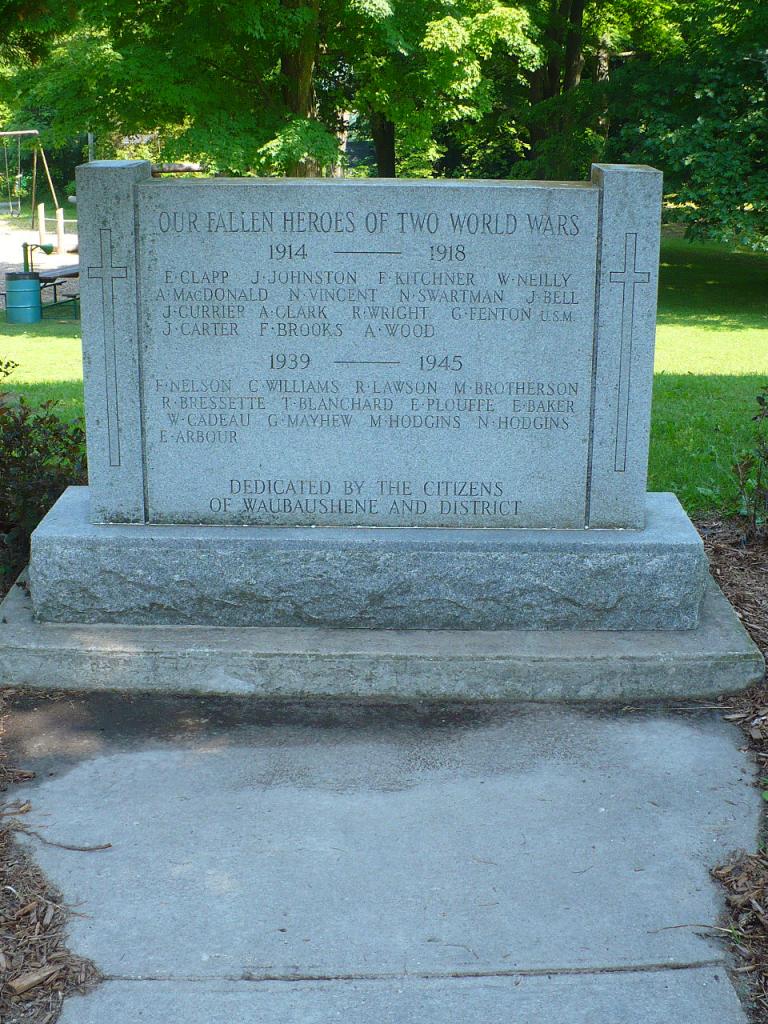 OUR FALLEN HEROES OF TWO WORLD WARS
1914 — 1918
E·CLAPP J·JOHNSTON F·KITCHNER W·NEILLY
A·MACDONALD N·VINCENT N·SWARTMAN J·BELL
J·CURRIER A·CLARK R·WRIGHT G·FENTON U.S.M.
J·CARTER F·BROOKS A·WOOD
1939 — 1945
F·NELSON C·WILLIAMS R·LAWSON M·BROTHERSON
R·BRESSETTE T·BLANCHARD E·PLOUFFE E·BAKER
W·CADEAU G·MAYHEW M·HODGINS N·HODGINS
E·ARBOUR
DEDICATED BY THE CITIZENS
OF WAUBAUSHENE AND DISTRICT